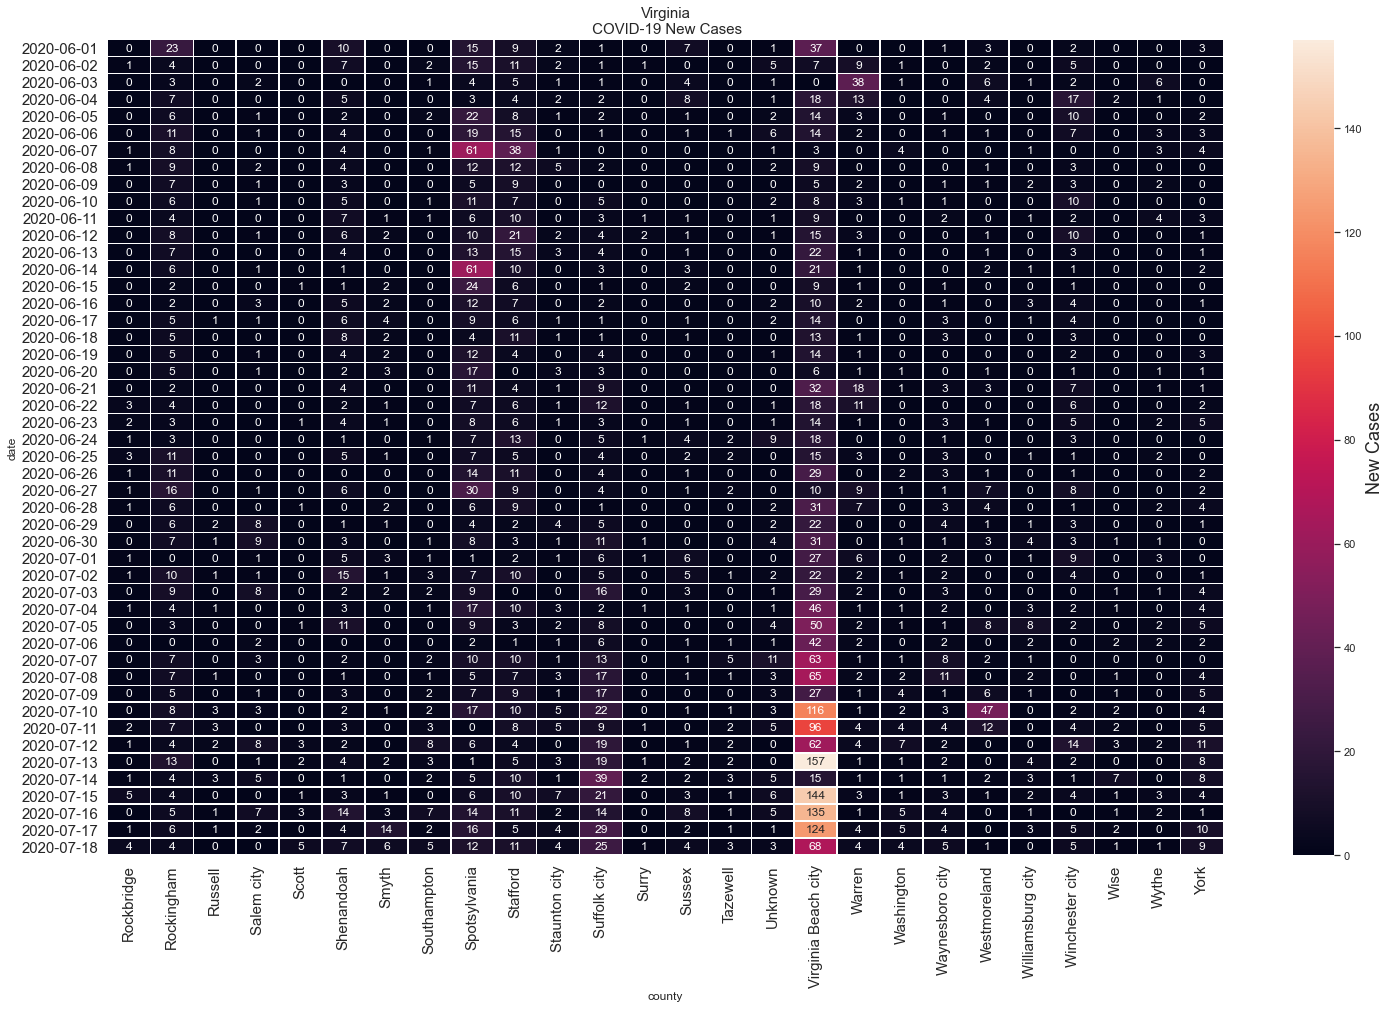 Virginia
COVID-19 New Cases
2020-06-01 0 23 0 0 0 10 0 0 15 9 2 1 0 7 0 1 37 0 0 1 3 0 2 0 0 3
2020-06-02 1 4 0 0 0 7 0 2 15 11 2 1 1 0 0 5 7 9 1 0 2 0 5 0 0 0
2020-06-03 0 3 0 2 0 0 0 1 4 5 1 1 0 4 0 1 0 38 1 0 6 1 2 0 6 0
2020-06-04 0 7 0 0 0 5 0 0 3 4 2 2 0 8 0 1 18 13 0 0 4 0 17 2 1 0
2020-06-05 0 6 0 1 0 2 0 2 22 8 1 2 0 1 0 2 14 3 0 1 0 0 10 0 0 2
2020-06-06 0 11 0 1 0 4 0 0 19 15 0 1 0 1 1 6 14 2 0 1 1 0 7 0 3 3
2020-06-07 1 8 0 0 0 4 0 1 61 38 1 0 0 0 0 1 3 0 4 0 0 1 0 0 3 4
2020-06-08 1 9 0 2 0 4 0 0 12 12 5 2 0 0 0 2 9 0 0 0 1 0 3 0 0 0
2020-06-09 0 7 0 1 0 3 0 0 5 9 0 0 0 0 0 0 5 2 0 1 1 2 3 0 2 0
2020-06-10 0 6 0 1 0 5 0 1 11 7 0 5 0 0 0 2 8 3 1 1 0 0 10 0 0 0
2020-06-11 0 4 0 0 0 7 1 1 6 10 0 3 1 1 0 1 9 0 0 2 0 1 2 0 4 3
2020-06-12 0 8 0 1 0 6 2 0 10 21 2 4 2 1 0 1 15 3 0 0 0 1 10 0 0 1
2020-06-13 0 7 0 0 0 4 0 0 13 15 3 4 0 0 0 1 22 1 0 0 1 0 3 0 0 1
2020-06-14 0 6 0 1 0 1 0 0 61 10 0 3 0 3 0 0 21 1 0 0 2 1 1 0 0 2
2020-06-15 0 2 0 0 1 1 2 0 24 6 0 1 0 2 0 0 9 1 0 1 0 0 1 0 0 0
2020-06-16 0 2 0 3 0 5 2 0 12 7 0 2 0 0 0 2 10 2 0 1 0 3 4 0 0 1
2020-06-17 0 5 1 1 0 6 4 0 9 6 1 1 0 1 0 2 14 0 0 3 0 1 4 0 0 0
2020-06-18 0 5 0 0 0 8 2 0 4 11 1 1 0 1 0 0 13 1 0 3 0 0 3 0 0 0
2020-06-19 0 5 0 1 0 4 2 0 12 4 0 4 0 0 0 1 14 1 0 0 0 0 2 0 0 3
2020-06-20 0 5 0 1 0 2 3 0 17 0 3 3 0 0 0 0 6 1 1 0 1 0 1 0 1 1
2020-06-21 0 2 0 0 0 4 0 0 11 4 1 9 0 0 0 0 32 18 1 3 3 0 7 0 1 1
2020-06-22 3 4 0 0 0 2 1 0 7 6 1 12 0 1 0 1 18 11 0 0 0 0 6 0 0 2
2020-06-23 2 3 0 0 1 4 1 0 8 6 1 3 0 1 0 1 14 1 0 3 1 0 5 0 2 5
2020-06-24 1 3 0 0 0 1 0 1 7 13 0 5 1 4 2 9 18 0 0 1 0 0 3 0 0 0
2020-06-25 3 11 0 0 0 5 1 0 7 5 0 4 0 2 2 0 15 3 0 3 0 1 1 0 2 0
2020-06-26 1 11 0 0 0 0 0 0 14 11 0 4 0 1 0 0 29 0 2 3 1 0 1 0 0 2
2020-06-27 1 16 0 1 0 6 0 0 30 9 0 4 0 1 2 0 10 9 1 1 7 0 8 0 0 2
2020-06-28 1 6 0 0 1 0 2 0 6 9 0 1 0 0 0 2 31 7 0 3 4 0 1 0 2 4
2020-06-29 0 6 2 8 0 1 1 0 4 2 4 5 0 0 0 2 22 0 0 4 1 1 3 0 0 1
2020-06-30 0 7 1 9 0 3 0 1 8 3 1 11 1 0 0 4 31 0 1 1 3 4 3 1 1 0
2020-07-01 1 0 0 1 0 5 3 1 1 2 1 6 1 6 0 0 27 6 0 2 0 1 9 0 3 0
2020-07-02 1 10 1 1 0 15 1 3 7 10 0 5 0 5 1 2 22 2 1 2 0 0 4 0 0 1
2020-07-03 0 9 0 8 0 2 2 2 9 0 0 16 0 3 0 1 29 2 0 3 0 0 0 1 1 4
2020-07-04 1 4 1 0 0 3 0 1 17 10 3 2 1 1 0 1 46 1 1 2 0 3 2 1 0 4
2020-07-05 0 3 0 0 1 11 0 0 9 3 2 8 0 0 0 4 50 2 1 1 8 8 2 0 2 5
2020-07-06 0 0 0 2 0 0 0 0 2 1 1 6 0 1 1 1 42 2 0 2 0 2 0 2 2 2
2020-07-07 0 7 0 3 0 2 0 2 10 10 1 13 0 1 5 11 63 1 1 8 2 1 0 0 0 0
2020-07-08 0 7 1 0 0 1 0 1 5 7 3 17 0 1 1 3 65 2 2 11 0 2 0 1 0 4
2020-07-09 0 5 0 1 0 3 0 2 7 9 1 17 0 0 0 3 27 1 4 1 6 1 0 1 0 5
2020-07-10 0 8 3 3 0 2 1 2 17 10 5 22 0 1 1 3 116 1 2 3 47 0 2 2 0 4
2020-07-11 2 7 3 0 0 3 0 3 0 8 5 9 1 0 2 5 96 4 4 4 12 0 4 2 0 5
2020-07-12 1 4 2 8 3 2 0 8 6 4 0 19 0 1 2 0 62 4 7 2 0 0 14 3 2 11
2020-07-13 0 13 0 1 2 4 2 3 1 5 3 19 0 2 2 0 157 1 1 2 0 4 2 0 0 8
2020-07-14 1 4 3 5 0 1 0 2 5 10 1 39 2 2 3 5 15 1 1 1 2 3 1 7 0 8
2020-07-15 5 4 0 0 1 3 1 0 6 10 7 21 0 3 1 6 144 3 1 3 1 2 4 1 3 4
2020-07-16 0 5 1 7 3 14 3 7 14 11 2 14 0 8 1 5 135 1 5 4 0 1 0 1 2 1
2020-07-17 1 6 1 2 0 4 14 2 16 5 4 29 0 2 1 1 124 4 5 4 0 3 5 2 0 10
2020-07-18 4 4 0 0 5 7 6 5 12 11 4 25 1 4 3 3 68 4 4 5 1 0 5 1 1 9
Rockbridge
Rockingham
Russell
Salem city
Scott
Shenandoah
Smyth
Southampton
Spotsylvania
Stafford
Staunton city
Suffolk city
Surry
Sussex
Tazewell
Unknown
Virginia Beach city
Warren
Washington
Waynesboro city
Westmoreland
Williamsburg city
Winchester city
Wise
Wythe
York
county
date
140
120
100
80
60
40
20
0
New Cases